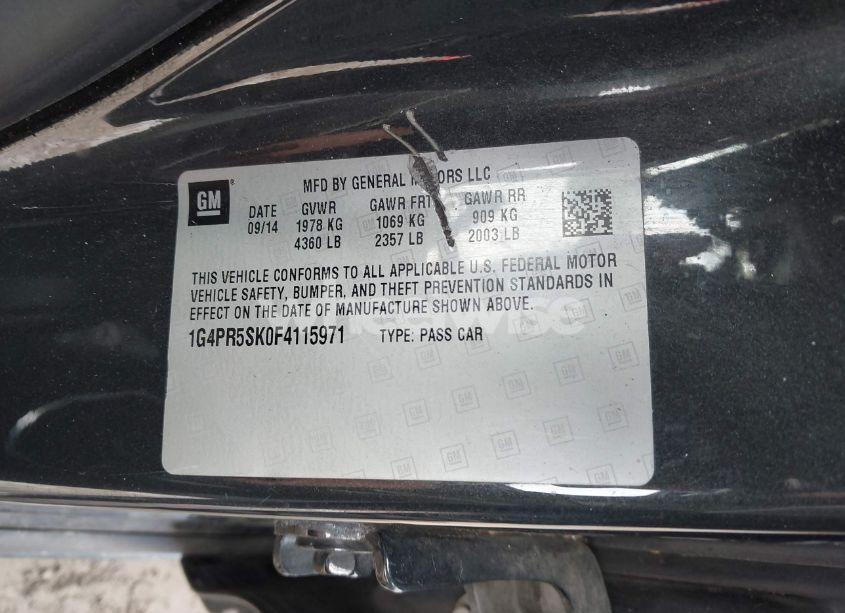 GM
MFD BY GENERAL MOTORS LLC
DATE GVWR GAWR FRT GAWR RR
09/14 1978 KG 1069 KG 909 KG
4360 LB 2357 LB 2003 LB
THIS VEHICLE CONFORMS TO ALL APPLICABLE U.S. FEDERAL MOTOR
VEHICLE SAFETY, BUMPER, AND THEFT PREVENTION STANDARDS IN
EFFECT ON THE DATE OF MANUFACTURE SHOWN ABOVE.
1G4PR5SK0F4115971 TYPE: PASS CAR